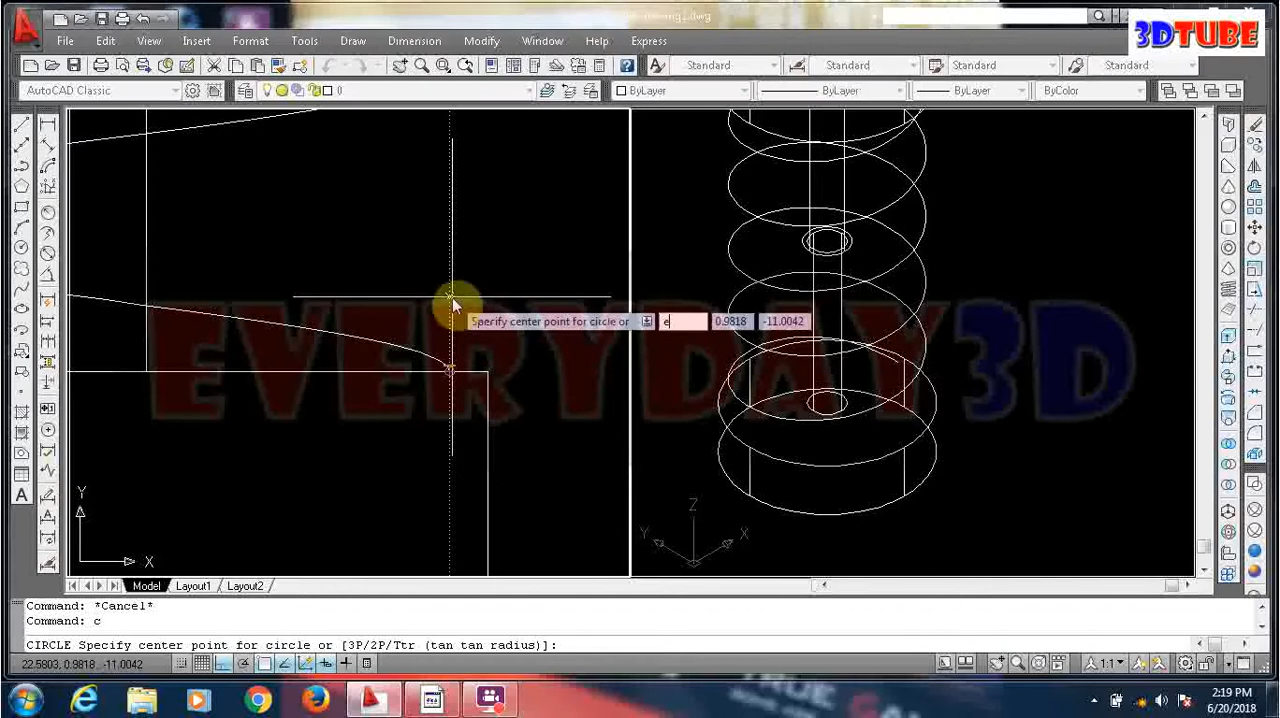 3DTUBE
File Edit View Insert Format Tools Draw Dimension Help Express
Standard Standard Standard Standard
AutoCAD Classic 0 ByLayer ByLayer ByLayer ByColor
EVERYDAY3D
Specify center point for circle or e 0.9818 -11.0042
Y X
Z Y X
Model Layout1 Layout2
Command: *Cancel*
Command: c
CIRCLE Specify center point for circle or [3P/2P/Ttr (tan tan radius)]:
22.5803, 0.9818, -11.0042 1:1
2:19 PM
6/20/2018